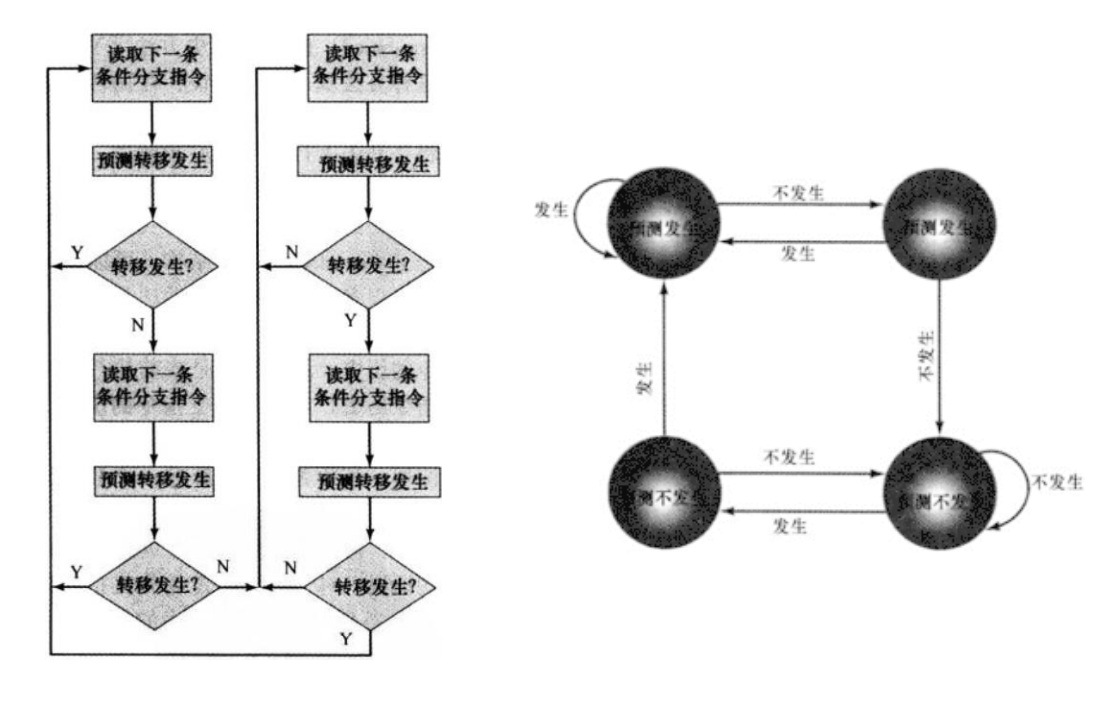 读取下一条
条件分支指令
预测转移发生
转移发生?
Y
N
读取下一条
条件分支指令
预测转移发生
转移发生?
Y
N
读取下一条
条件分支指令
预测转移发生
转移发生?
N
Y
读取下一条
条件分支指令
预测转移发生
转移发生?
N
Y
发生
预测发生
不发生
发生
预测发生
发生
不发生
预测不发生
不发生
发生
预测不发
不发生